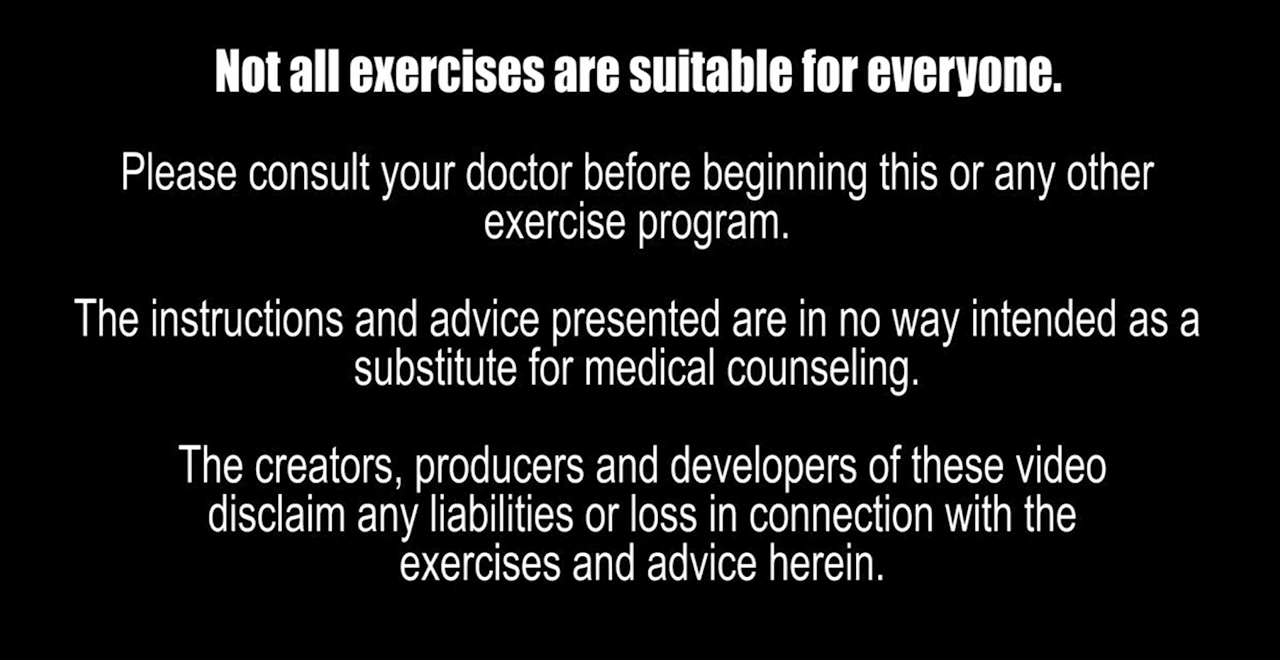 Not all exercises are suitable for everyone.
Please consult your doctor before beginning this or any other
exercise program.
The instructions and advice presented are in no way intended as a
substitute for medical counseling.
The creators, producers and developers of these video
disclaim any liabilities or loss in connection with the
exercises and advice herein.